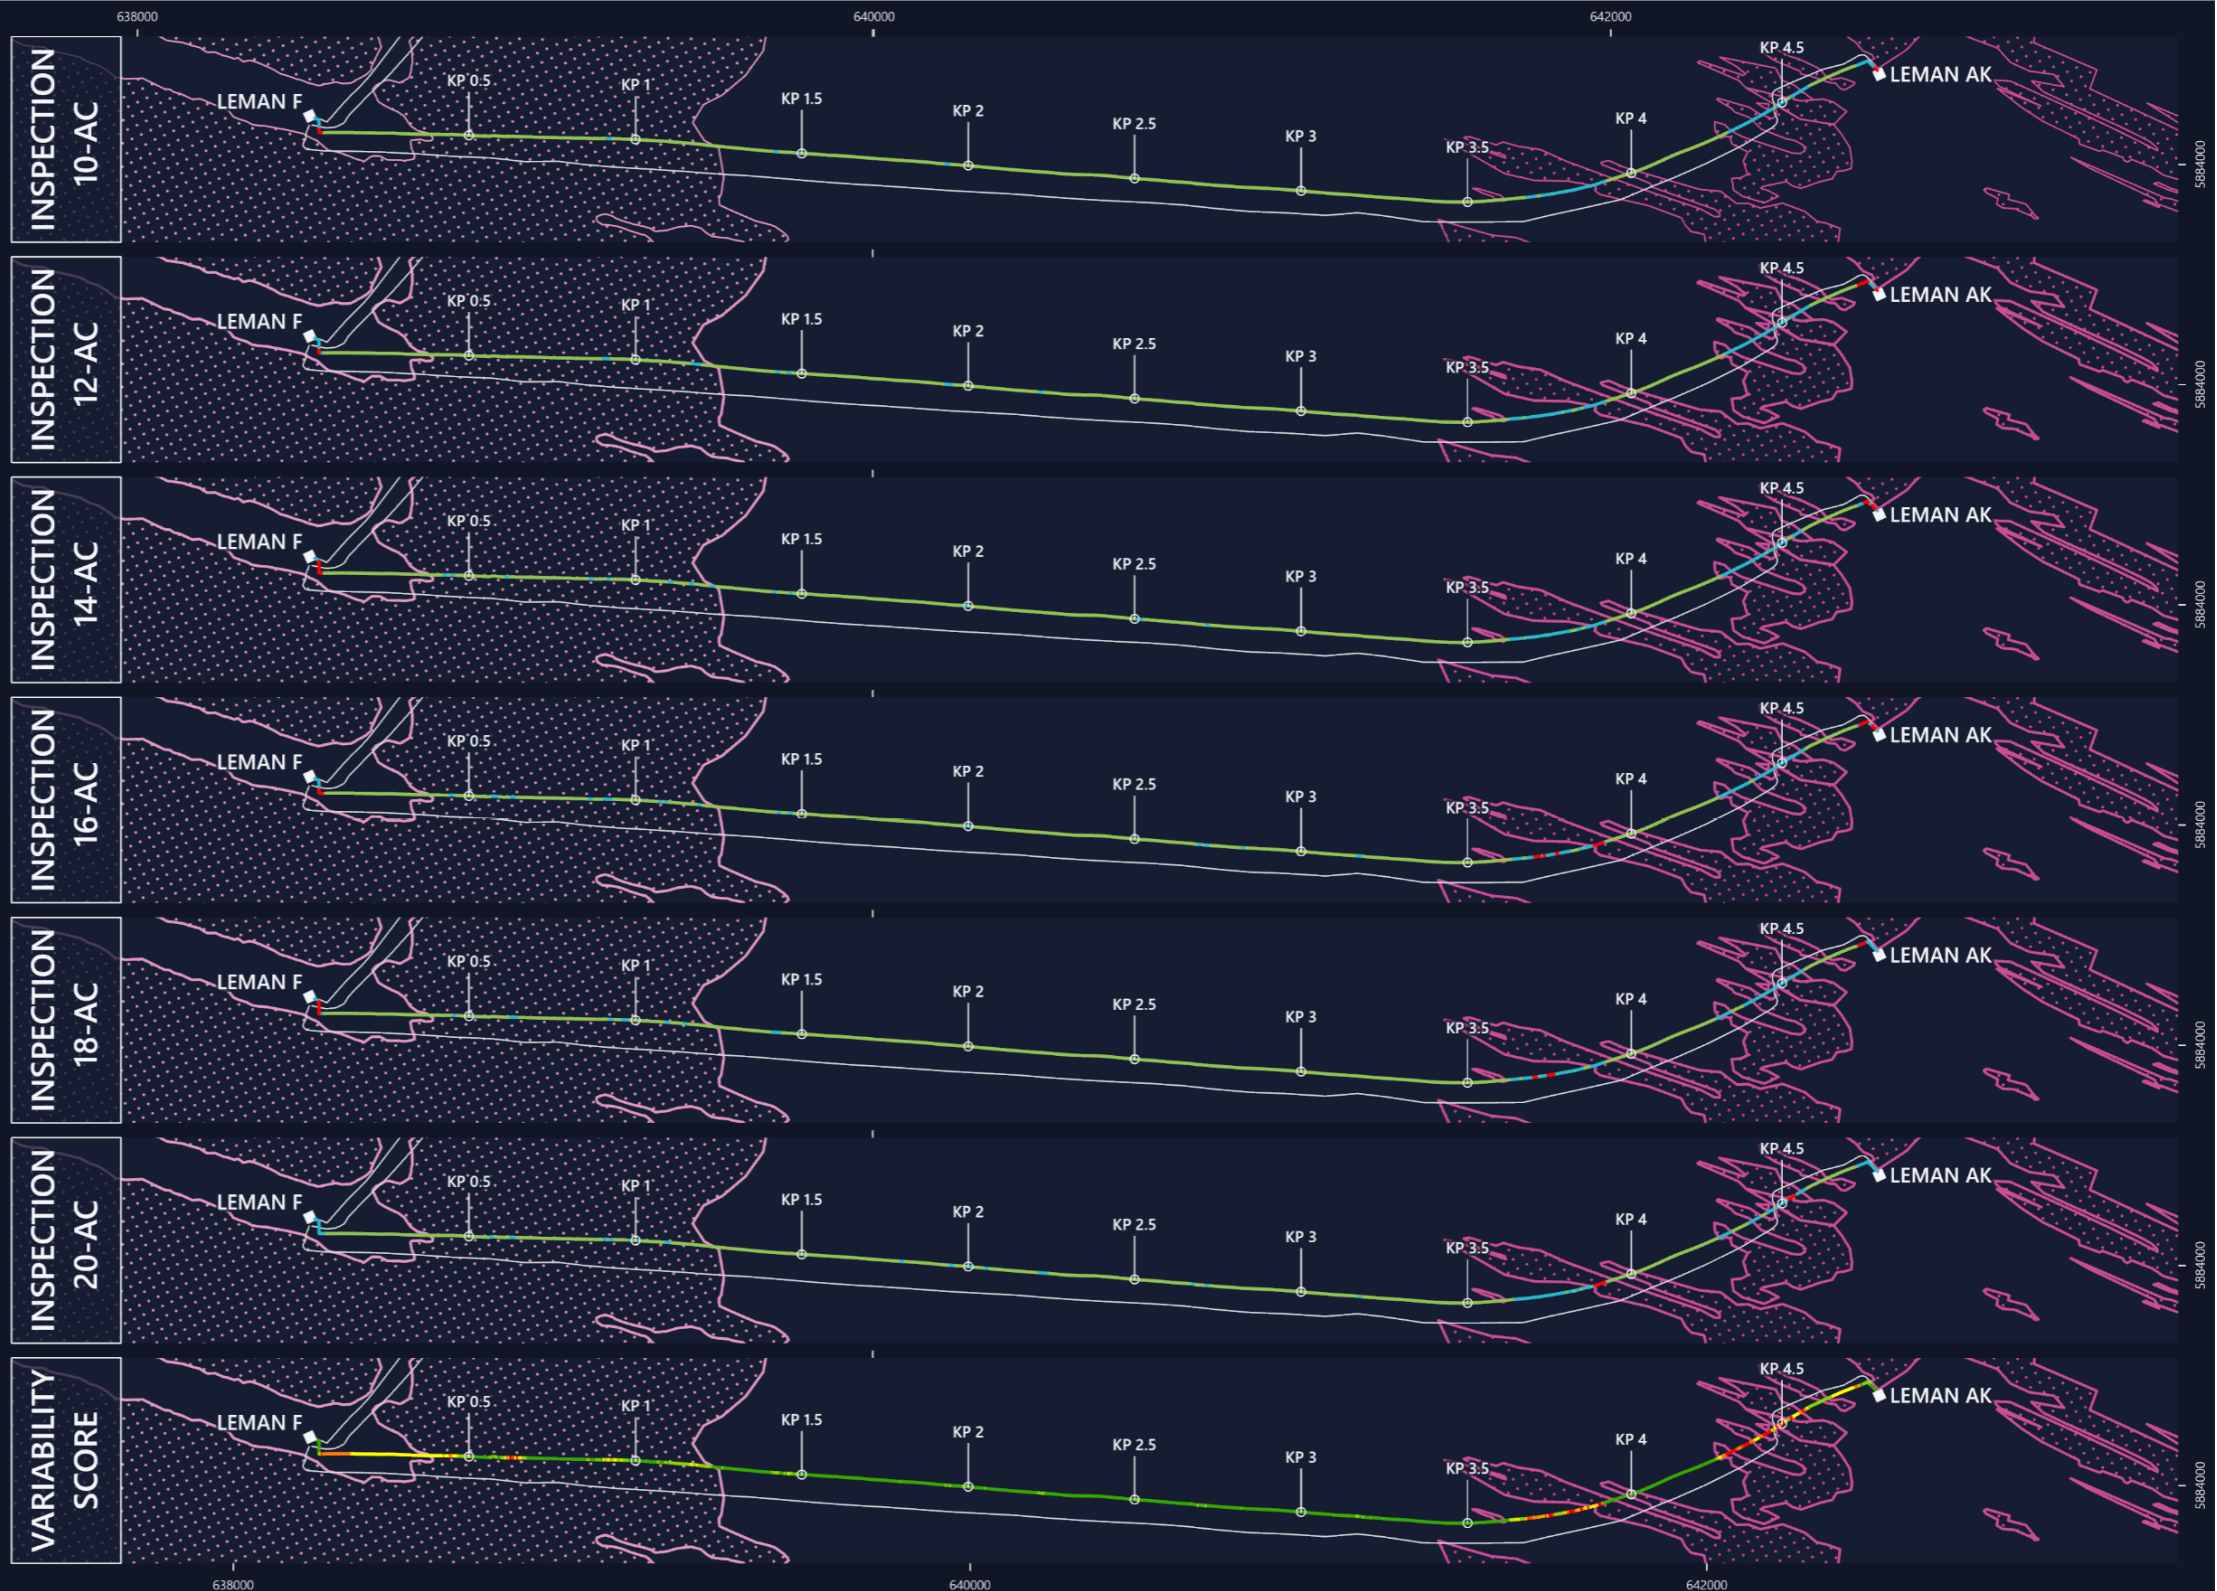 638000
640000
642000
INSPECTION
10-AC
LEMAN F
KP 0.5
KP 1
KP 1.5
KP 2
KP 2.5
KP 3
KP 3.5
KP 4
KP 4.5
LEMAN AK
5884000
INSPECTION
12-AC
LEMAN F
KP 0.5
KP 1
KP 1.5
KP 2
KP 2.5
KP 3
KP 3.5
KP 4
KP 4.5
LEMAN AK
5884000
INSPECTION
14-AC
LEMAN F
KP 0.5
KP 1
KP 1.5
KP 2
KP 2.5
KP 3
KP 3.5
KP 4
KP 4.5
LEMAN AK
5884000
INSPECTION
16-AC
LEMAN F
KP 0.5
KP 1
KP 1.5
KP 2
KP 2.5
KP 3
KP 3.5
KP 4
KP 4.5
LEMAN AK
5884000
INSPECTION
18-AC
LEMAN F
KP 0.5
KP 1
KP 1.5
KP 2
KP 2.5
KP 3
KP 3.5
KP 4
KP 4.5
LEMAN AK
5884000
INSPECTION
20-AC
LEMAN F
KP 0.5
KP 1
KP 1.5
KP 2
KP 2.5
KP 3
KP 3.5
KP 4
KP 4.5
LEMAN AK
5884000
VARIABILITY
SCORE
LEMAN F
KP 0.5
KP 1
KP 1.5
KP 2
KP 2.5
KP 3
KP 3.5
KP 4
KP 4.5
LEMAN AK
5884000
638000
640000
642000